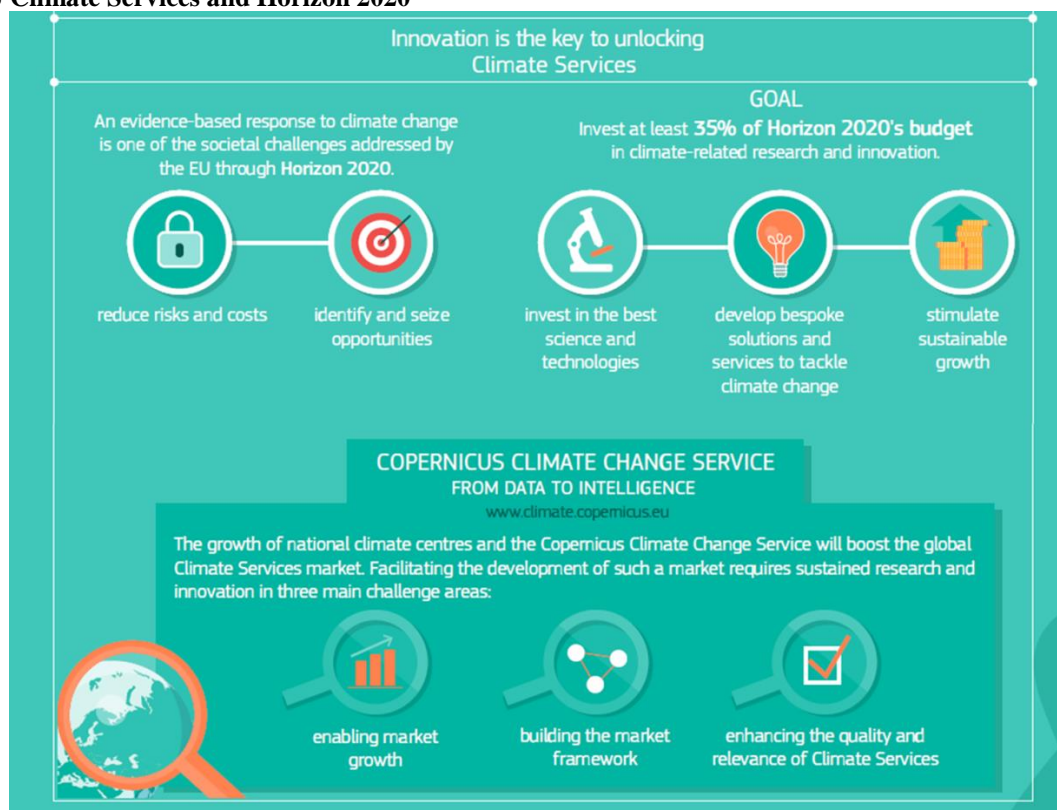 Climate Services and Horizon 2020
Innovation is the key to unlocking
Climate Services
An evidence-based response to climate change
is one of the societal challenges addressed by
the EU through Horizon 2020.
reduce risks and costs
identify and seize
opportunities
GOAL
Invest at least 35% of Horizon 2020's budget
in climate-related research and innovation.
invest in the best
science and
technologies
develop bespoke
solutions and
services to tackle
climate change
stimulate
sustainable
growth
COPERNICUS CLIMATE CHANGE SERVICE
FROM DATA TO INTELLIGENCE
www.climate.copernicus.eu
The growth of national climate centres and the Copernicus Climate Change Service will boost the global
Climate Services market. Facilitating the development of such a market requires sustained research and
innovation in three main challenge areas:
enabling market
growth
building the market
framework
enhancing the quality and
relevance of Climate Services